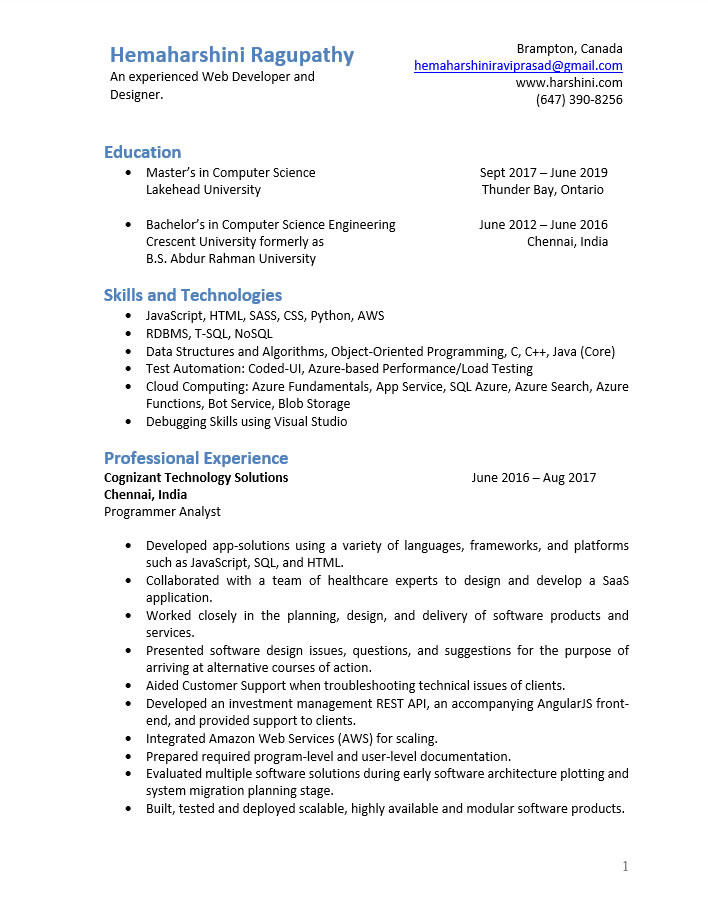 Hemaharshini Ragupathy
An experienced Web Developer and
Designer.
Brampton, Canada
hemaharshiniraviprasad@gmail.com
www.harshini.com
(647) 390-8256
Education
• Master's in Computer Science Sept 2017 – June 2019
Lakehead University Thunder Bay, Ontario
• Bachelor's in Computer Science Engineering June 2012 – June 2016
Crescent University formerly as Chennai, India
B.S. Abdur Rahman University
Skills and Technologies
• JavaScript, HTML, SASS, CSS, Python, AWS
• RDBMS, T-SQL, NoSQL
• Data Structures and Algorithms, Object-Oriented Programming, C, C++, Java (Core)
• Test Automation: Coded-UI, Azure-based Performance/Load Testing
• Cloud Computing: Azure Fundamentals, App Service, SQL Azure, Azure Search, Azure
Functions, Bot Service, Blob Storage
• Debugging Skills using Visual Studio
Professional Experience
Cognizant Technology Solutions June 2016 – Aug 2017
Chennai, India
Programmer Analyst
• Developed app-solutions using a variety of languages, frameworks, and platforms
such as JavaScript, SQL, and HTML.
• Collaborated with a team of healthcare experts to design and develop a SaaS
application.
• Worked closely in the planning, design, and delivery of software products and
services.
• Presented software design issues, questions, and suggestions for the purpose of
arriving at alternative courses of action.
• Aided Customer Support when troubleshooting technical issues of clients.
• Developed an investment management REST API, an accompanying AngularJS front-
end, and provided support to clients.
• Integrated Amazon Web Services (AWS) for scaling.
• Prepared required program-level and user-level documentation.
• Evaluated multiple software solutions during early software architecture plotting and
system migration planning stage.
• Built, tested and deployed scalable, highly available and modular software products.
1